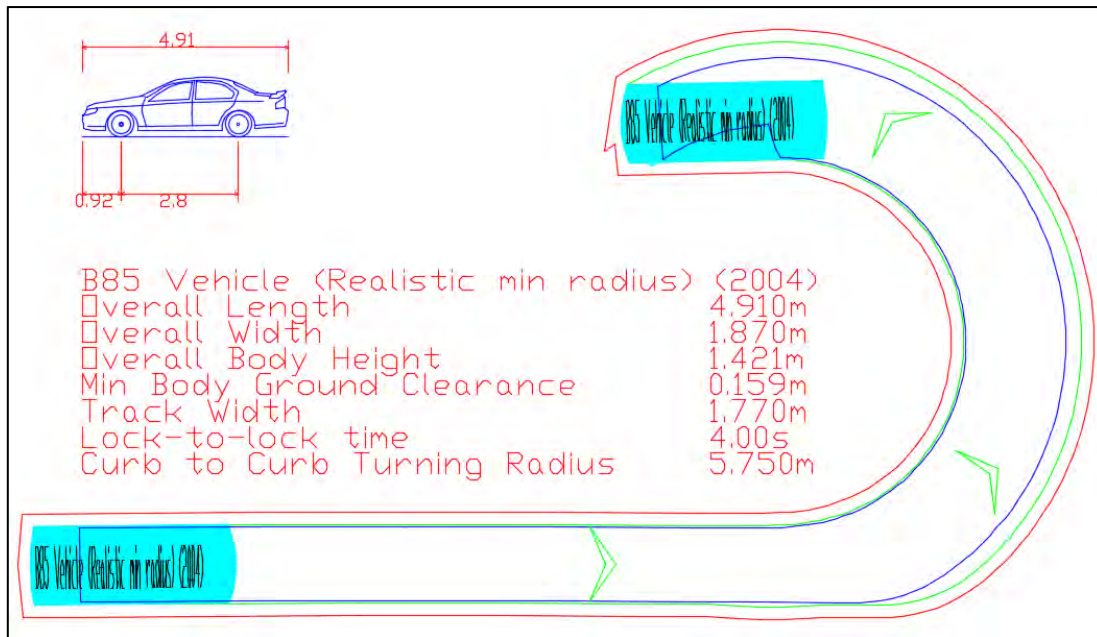 4.91
0.92 2.8
B85 Vehicle (Realistic min radius) (2004)
B85 Vehicle (Realistic min radius) (2004)
Overall Length 4.910m
Overall Width 1.870m
Overall Body Height 1.421m
Min Body Ground Clearance 0.159m
Track Width 1.770m
Lock-to-lock time 4.00s
Curb to Curb Turning Radius 5.750m
B85 Vehicle (Realistic min radius) (2004)